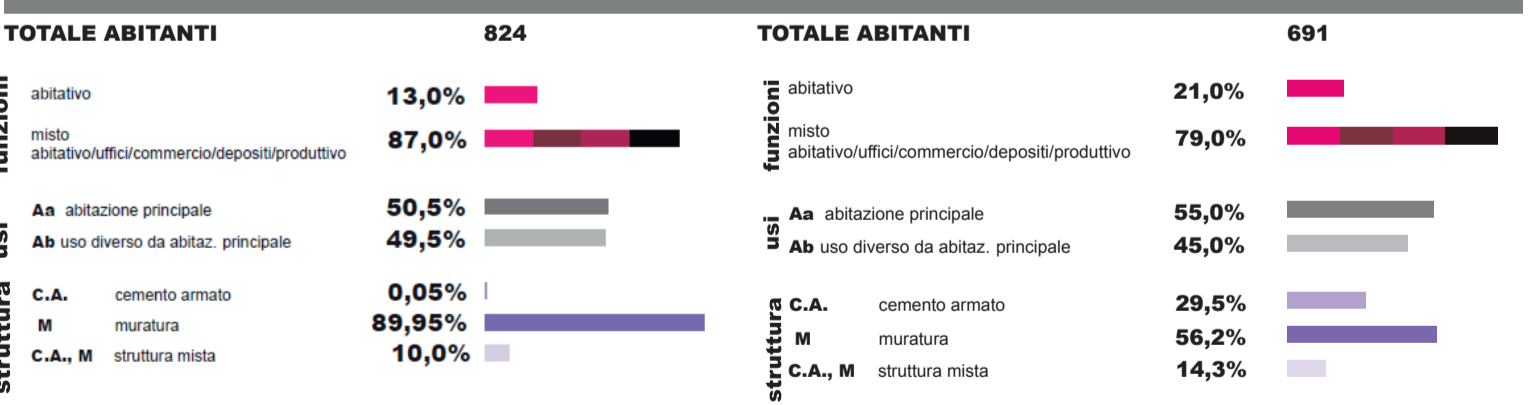 TOTALE ABITANTI 824
funzioni
abitativo 13,0%
misto 87,0%
abitativo/uffici/commercio/depositi/produttivo
usi
Aa abitazione principale 50,5%
Ab uso diverso da abitaz. principale 49,5%
struttura
C.A. cemento armato 0,05%
M muratura 89,95%
C.A., M struttura mista 10,0%
TOTALE ABITANTI 691
funzioni
abitativo 21,0%
misto 79,0%
abitativo/uffici/commercio/depositi/produttivo
usi
Aa abitazione principale 55,0%
Ab uso diverso da abitaz. principale 45,0%
struttura
C.A. cemento armato 29,5%
M muratura 56,2%
C.A., M struttura mista 14,3%